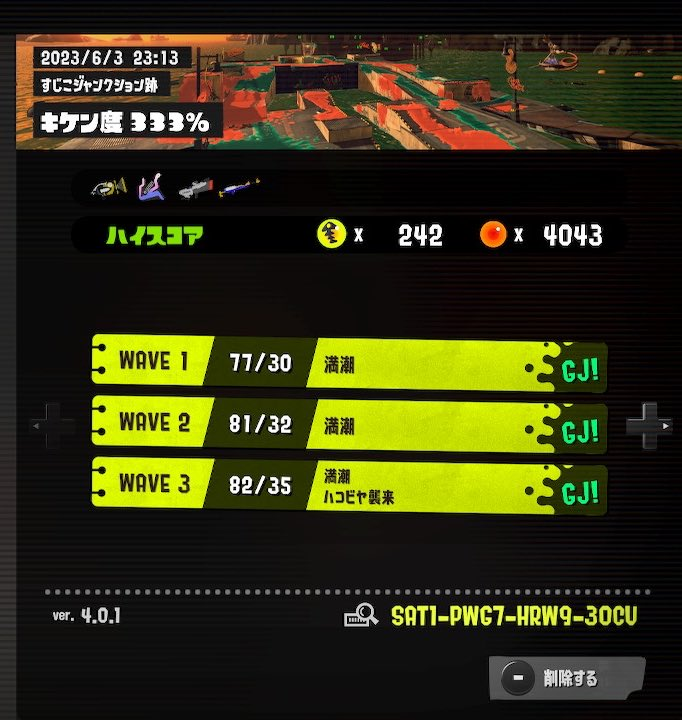 2023/6/3 23:13
すじこジャンクション跡
キケン度 333%
ハイスコア x 242 x 4043
WAVE 1 77/30 満潮 GJ!
WAVE 2 81/32 満潮 GJ!
WAVE 3 82/35 満潮 ハコビヤ襲来 GJ!
ver. 4.0.1 SAT1-PWG7-HRW9-30CU
削除する